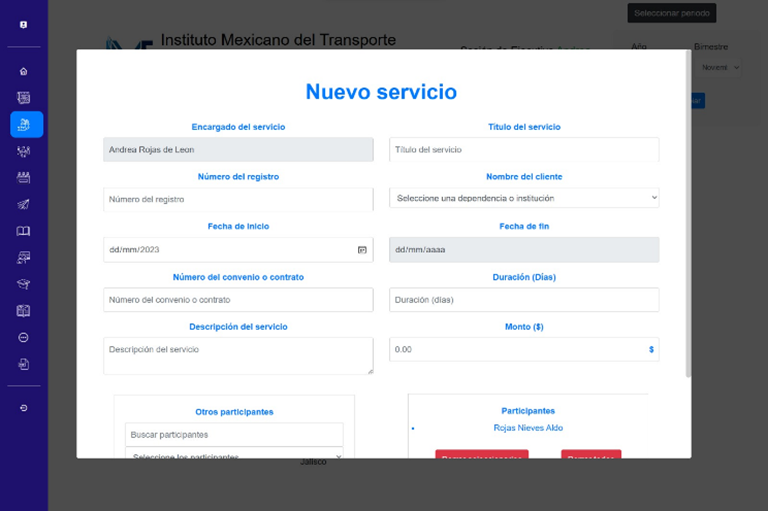 Seleccionar periodo
Instituto Mexicano del Transporte
Año
Bimestre
Nuevo servicio
Encargado del servicio
Título del servicio
Andrea Rojas de Leon
Título del servicio
Número del registro
Nombre del cliente
Número del registro
Seleccione una dependencia o institución
Fecha de inicio
Fecha de fin
dd/mm/2023
dd/mm/aaaa
Número del convenio o contrato
Duración (Días)
Número del convenio o contrato
Duración (días)
Descripción del servicio
Monto ($)
Descripción del servicio
0.00
$
Otros participantes
Participantes
Buscar participantes
Rojas Nieves Aldo
Seleccione los participantes
Jalisco